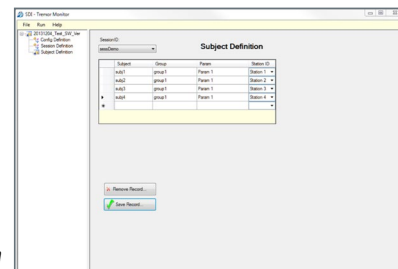 SDI - Tremor Monitor
File Run Help
20131204_Test_SW_Ver
Config Definition
Session Definition
Subject Definition
Session ID:
sessDemo
Subject Definition
Subject Group Param Station ID
subj1 group1 Param 1 Station 1
subj2 group1 Param 1 Station 2
subj3 group1 Param 1 Station 3
subj4 group1 Param 1 Station 4
Remove Record...
Save Record...